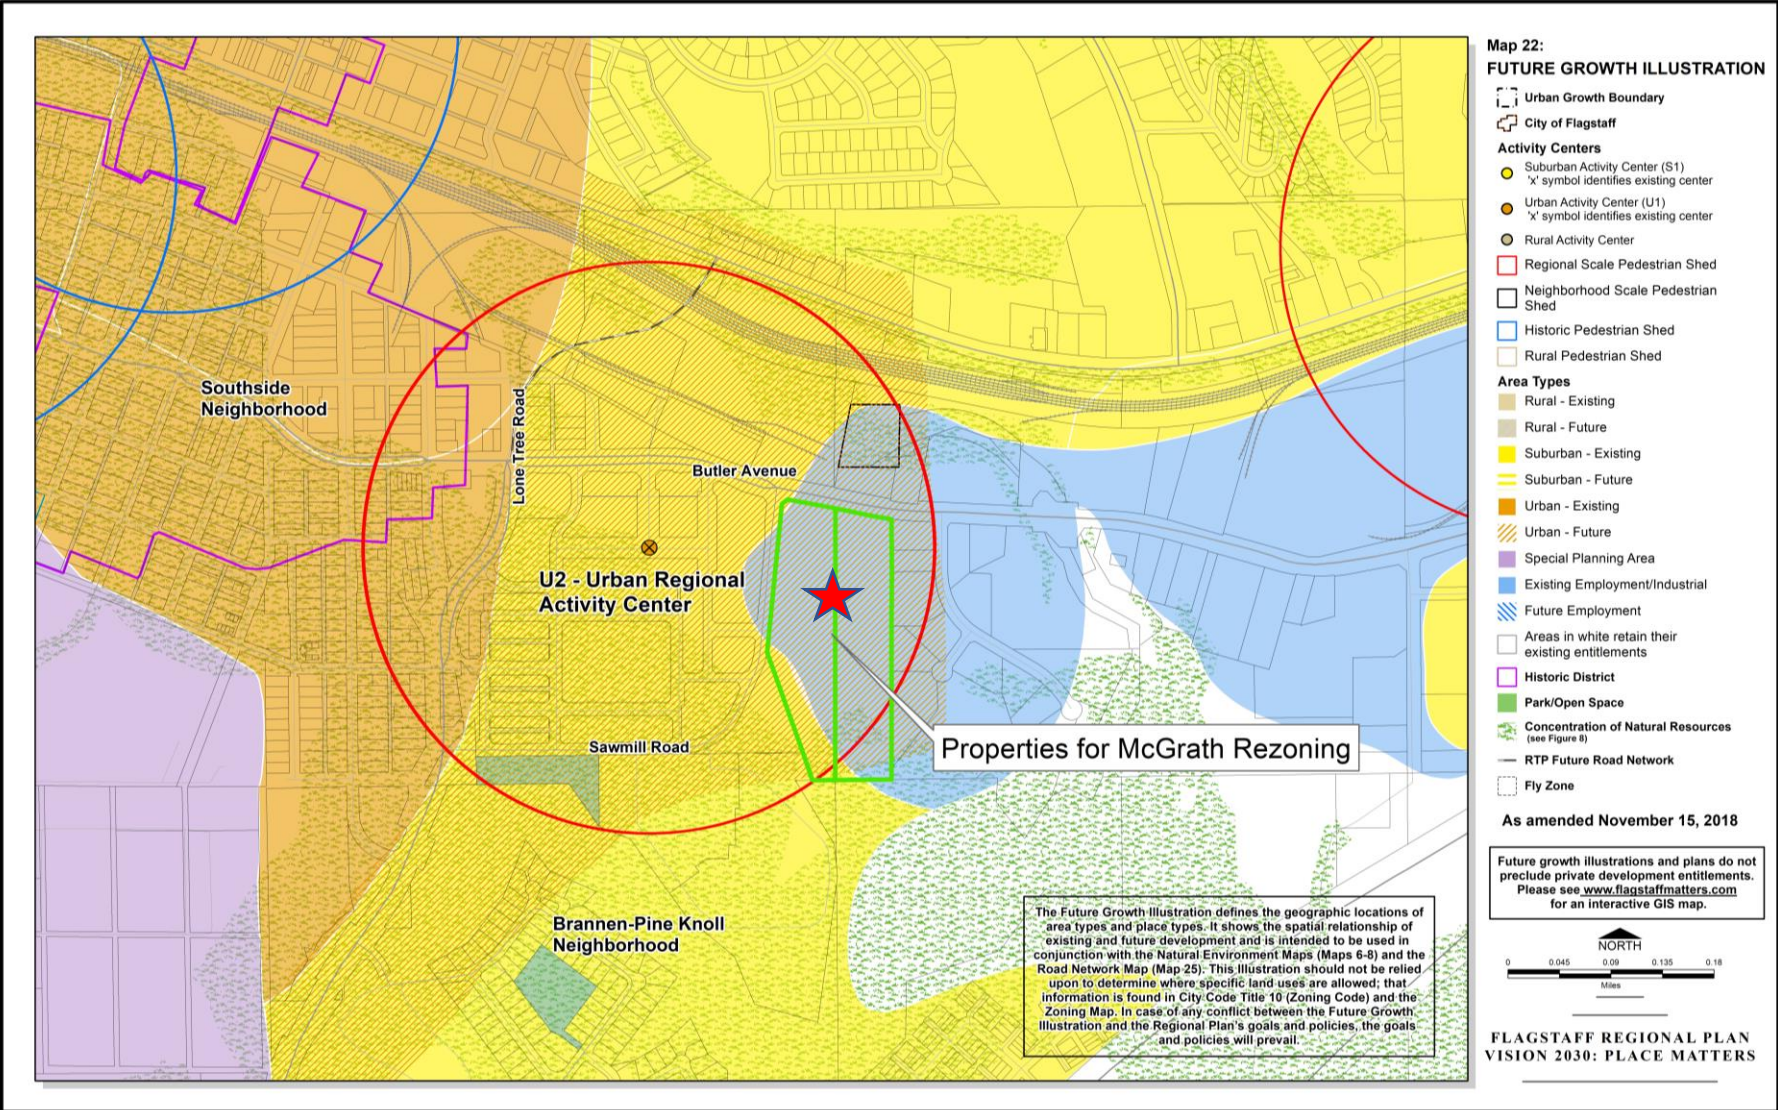 Map 22:
FUTURE GROWTH ILLUSTRATION
Urban Growth Boundary
City of Flagstaff
Activity Centers
Suburban Activity Center (S1)
'x' symbol identifies existing center
Urban Activity Center (U1)
'x' symbol identifies existing center
Rural Activity Center
Regional Scale Pedestrian Shed
Neighborhood Scale Pedestrian
Shed
Historic Pedestrian Shed
Rural Pedestrian Shed
Area Types
Rural - Existing
Rural - Future
Suburban - Existing
Suburban - Future
Urban - Existing
Urban - Future
Special Planning Area
Existing Employment/Industrial
Future Employment
Areas in white retain their
existing entitlements
Historic District
Park/Open Space
Concentration of Natural Resources
(see Figure 8)
RTP Future Road Network
Fly Zone
As amended November 15, 2018
Future growth illustrations and plans do not
preclude private development entitlements.
Please see www.flagstaffmatters.com
for an interactive GIS map.
NORTH
0 0.045 0.09 0.135 0.18
Miles
FLAGSTAFF REGIONAL PLAN
VISION 2030: PLACE MATTERS
Southside
Neighborhood
Lone Tree Road
Butler Avenue
U2 - Urban Regional
Activity Center
Sawmill Road
Properties for McGrath Rezoning
Brannen-Pine Knoll
Neighborhood
The Future Growth Illustration defines the geographic locations of
area types and place types. It shows the spatial relationship of
existing and future development and is intended to be used in
conjunction with the Natural Environment Maps (Maps 6-8) and the
Road Network Map (Map 25). This Illustration should not be relied
upon to determine where specific land uses are allowed; that
information is found in City Code Title 10 (Zoning Code) and the
Zoning Map. In case of any conflict between the Future Growth
Illustration and the Regional Plan's goals and policies, the goals
and policies will prevail.